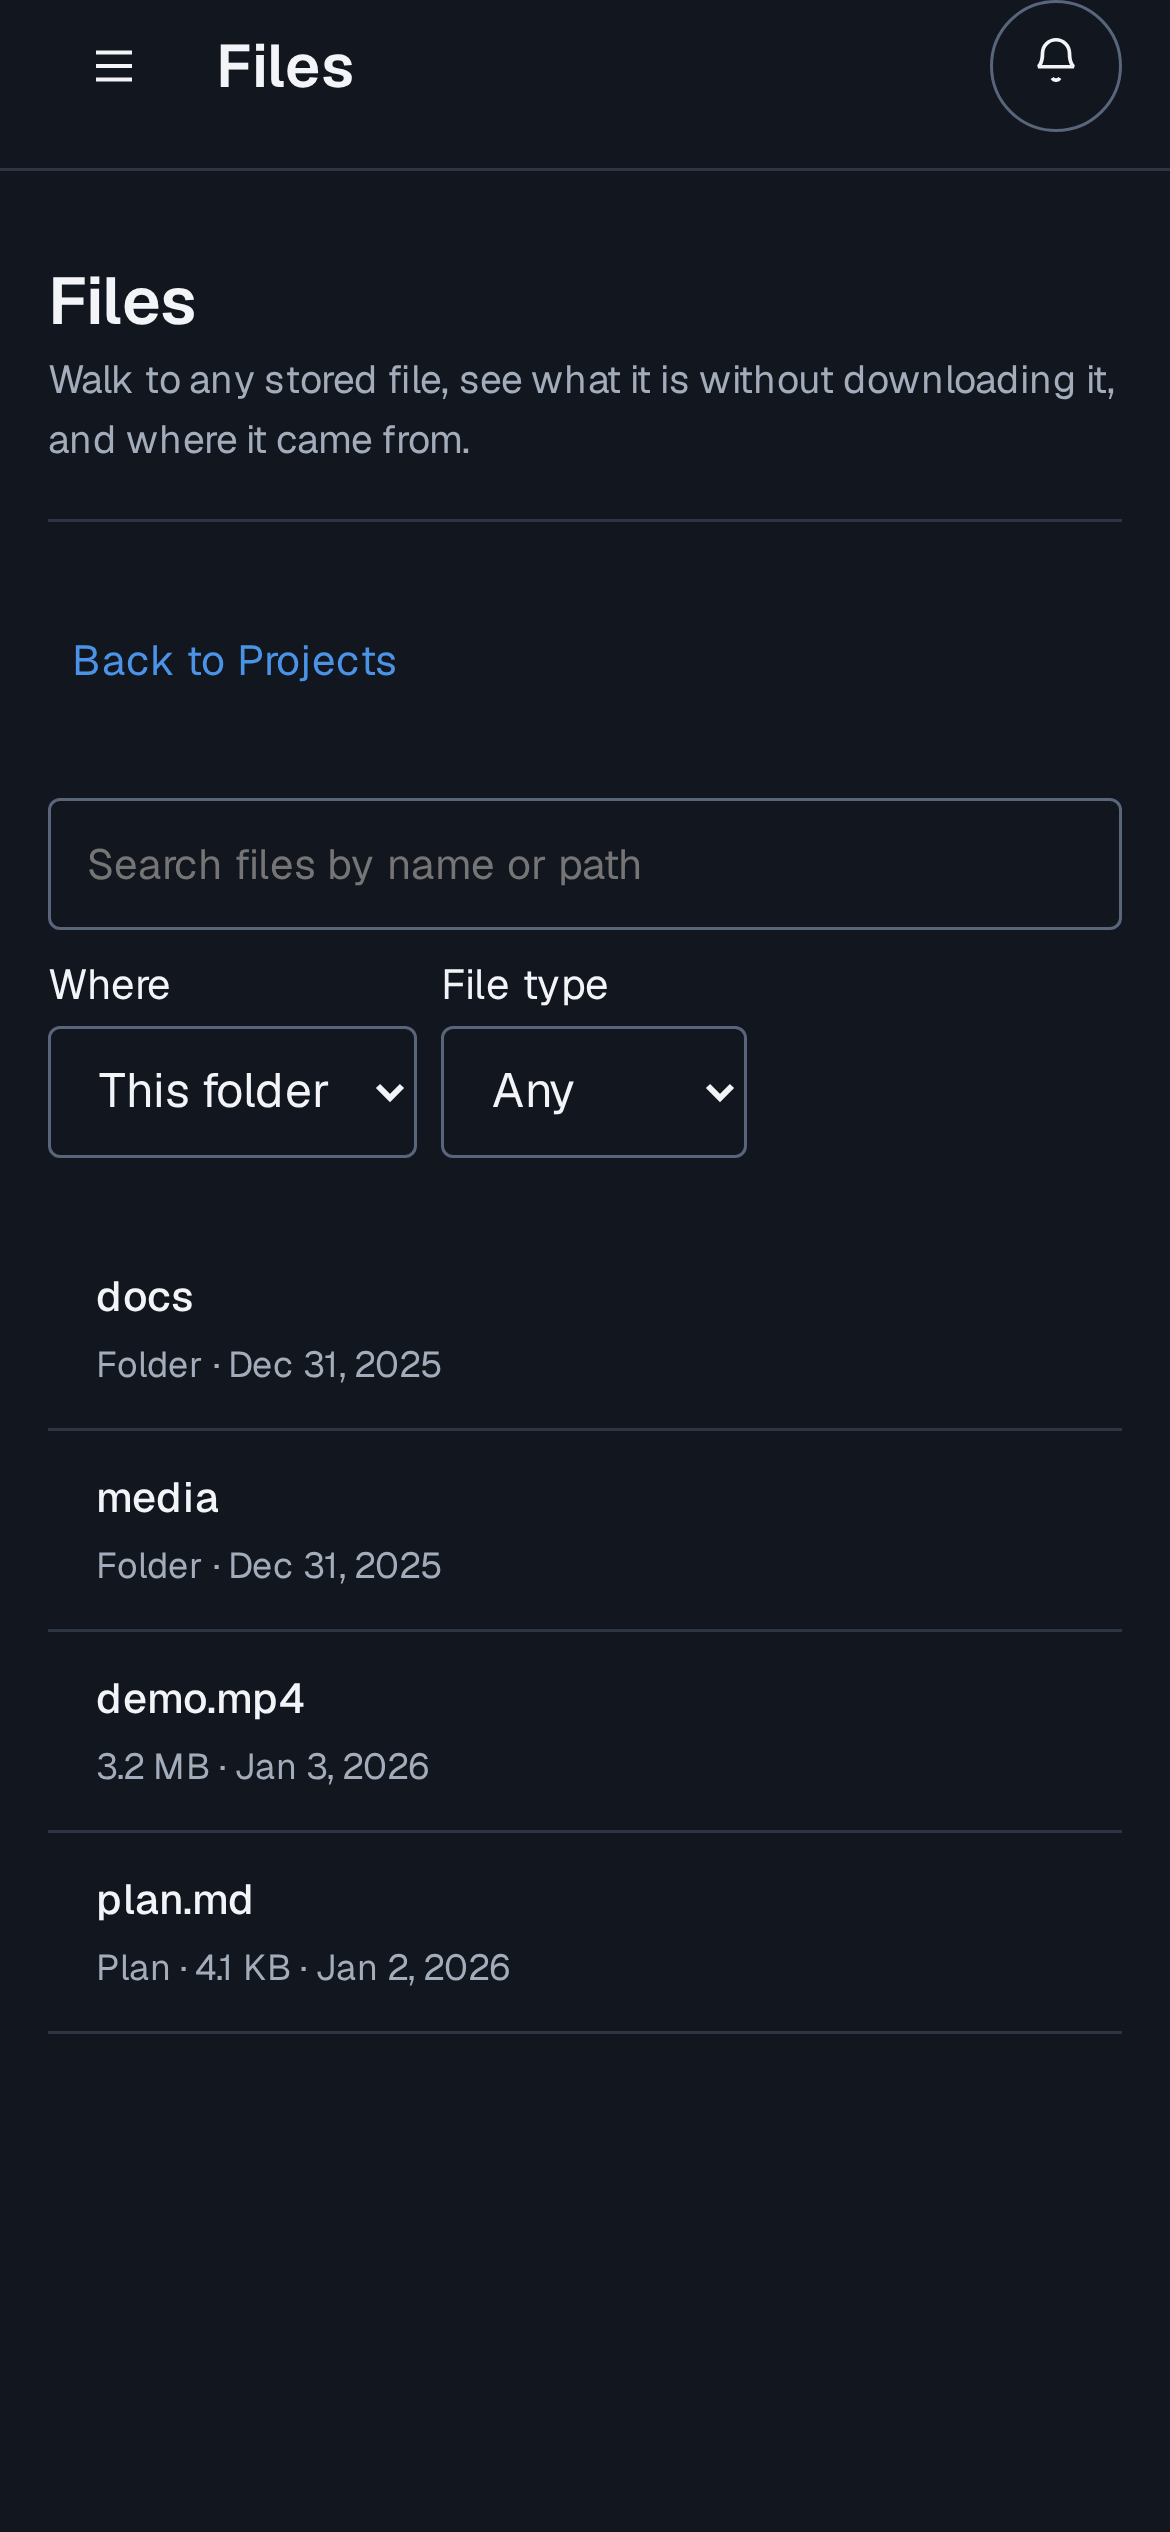 Files
Files
Walk to any stored file, see what it is without downloading it,
and where it came from.
Back to Projects
Search files by name or path
Where File type
This folder Any
docs
Folder · Dec 31, 2025
media
Folder · Dec 31, 2025
demo.mp4
3.2 MB · Jan 3, 2026
plan.md
Plan · 4.1 KB · Jan 2, 2026